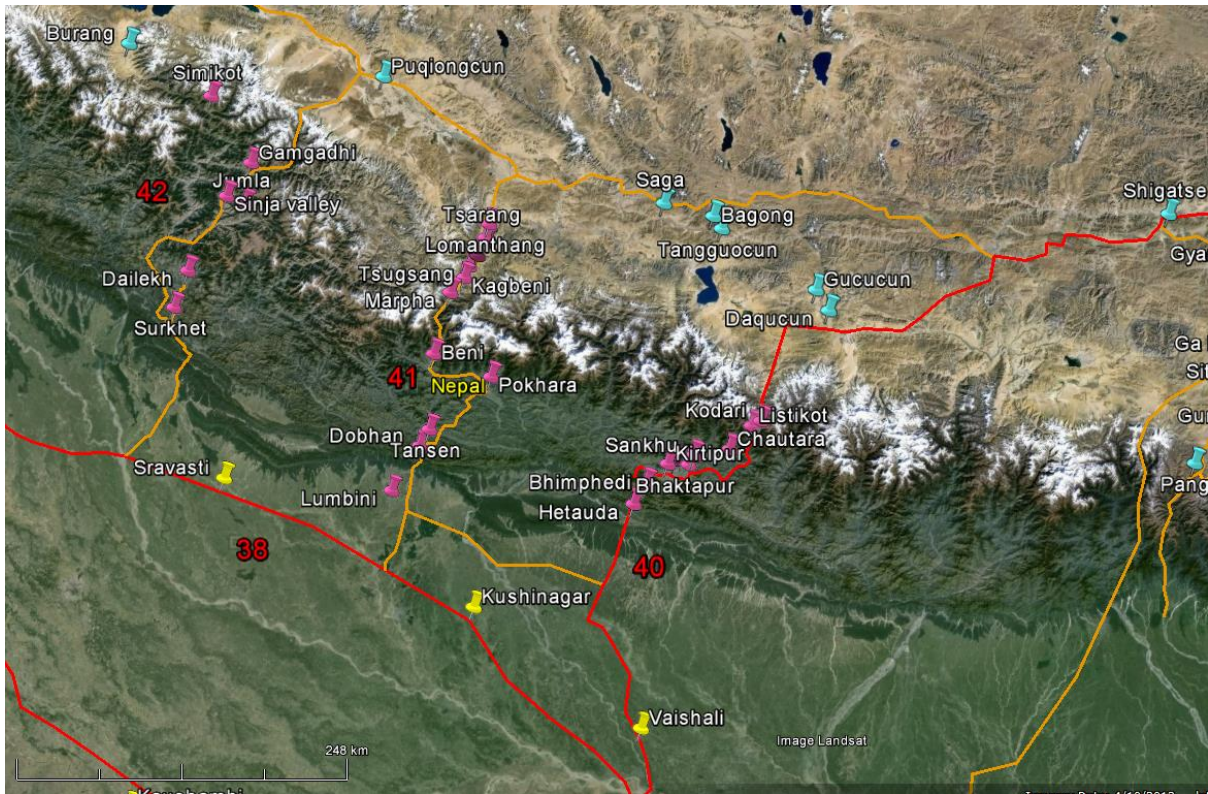 Burang
Simikot
Puqiongcun
Gamgadhi
Jumla
42
Sinja valley
Saga
Shigatse
Tsarang
Bagong
Lomanthang
Tangguocun
Gya
Dailekh
Tsugsang
Kagbeni
Gucucun
Marpha
Surkhet
Daqucun
Ga
Beni
41
Nepal
Pokhara
Sit
Kodari
Listikot
Gur
Dobhan
Tansen
Sankhu
Kirtipur
Chautara
Sravasti
Lumbini
Bhimphedi
Bhaktapur
Pang
Hetauda
38
40
Kushinagar
Vaishali
Image Landsat
248 km